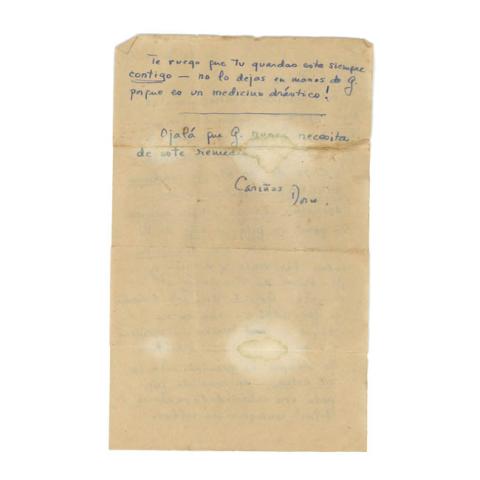 Te ruego que Tu guardas esta siempre
contigo — no lo dejas en manos de G.
porque es un medicina drástico!
Ojalá que G. nunca necesita
de este remedio
Cariños